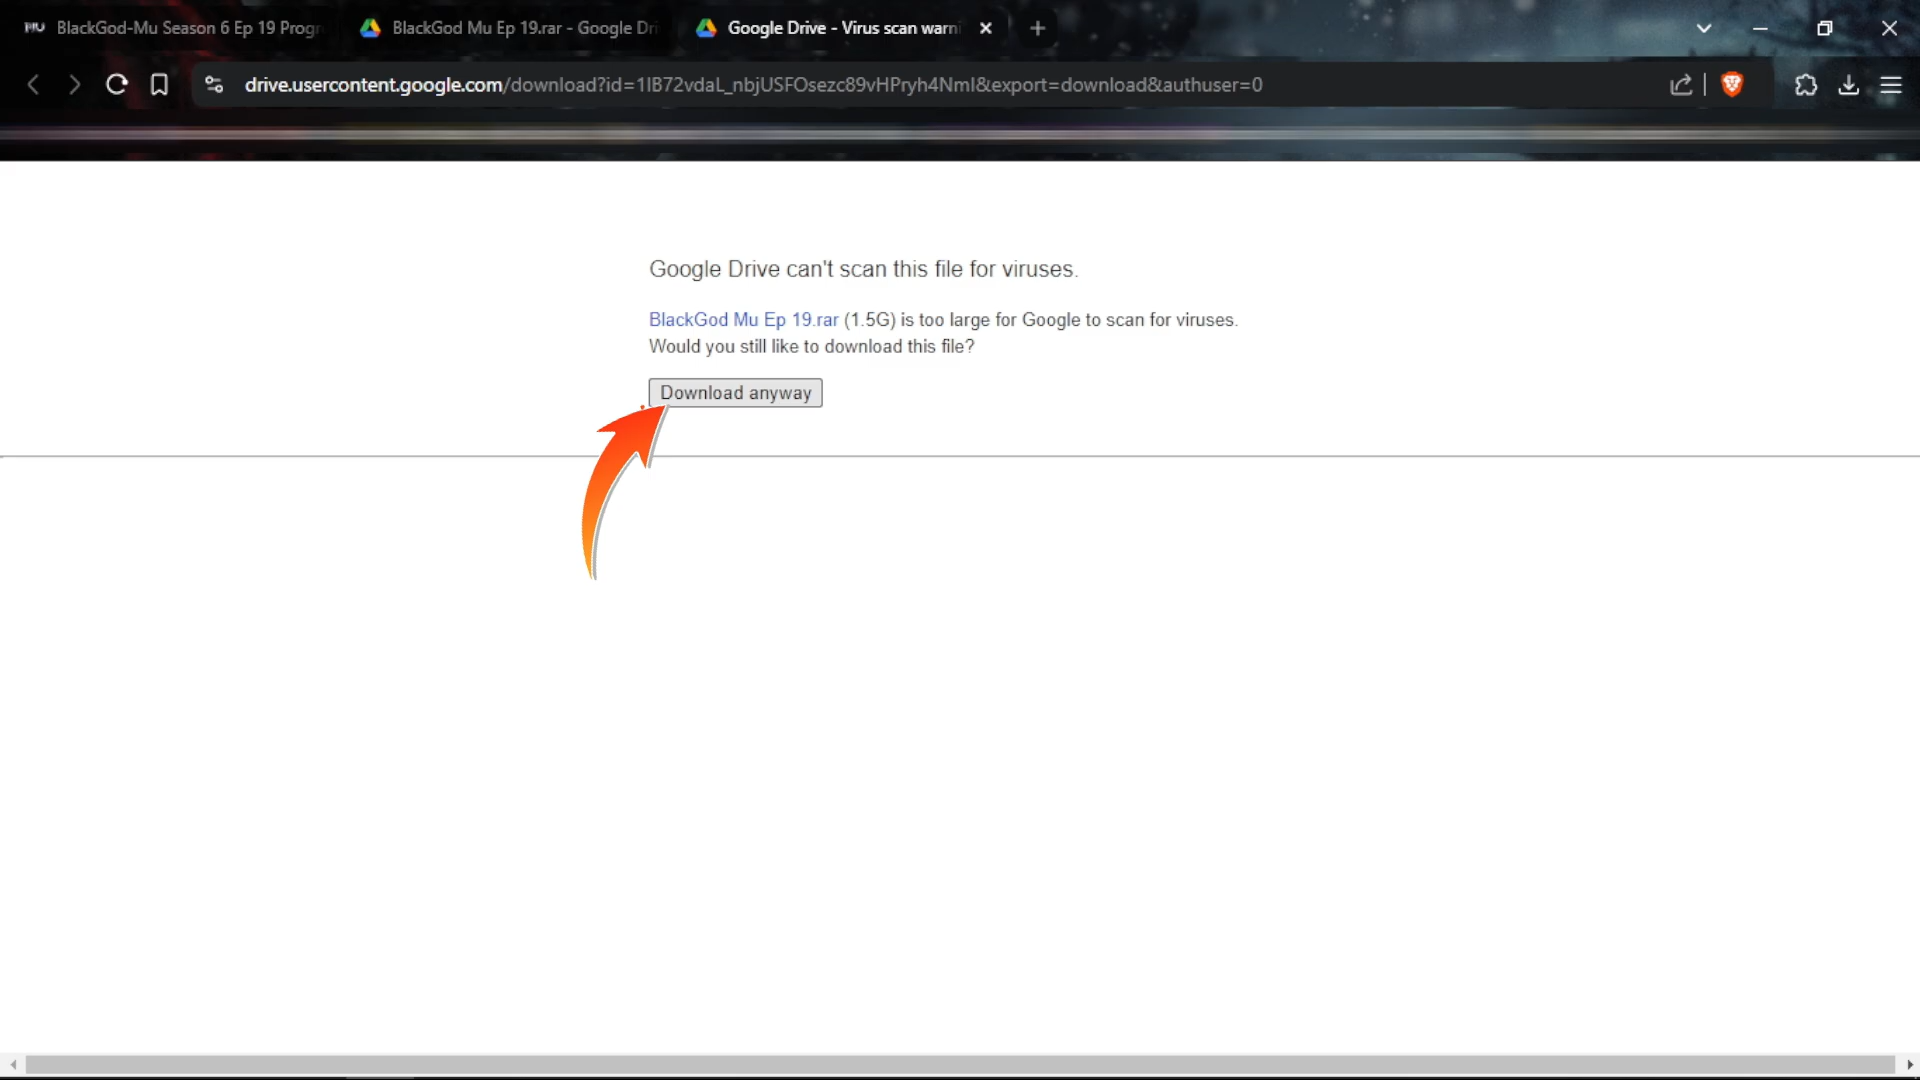 MU BlackGod-Mu Season 6 Ep 19 Progr
BlackGod Mu Ep 19.rar - Google Dri
Google Drive - Virus scan warni
drive.usercontent.google.com/download?id=1IB72vdaL_nbjUSFOsezc89vHPryh4NmI&export=download&authuser=0
Google Drive can't scan this file for viruses.
BlackGod Mu Ep 19.rar (1.5G) is too large for Google to scan for viruses.
Would you still like to download this file?
Download anyway